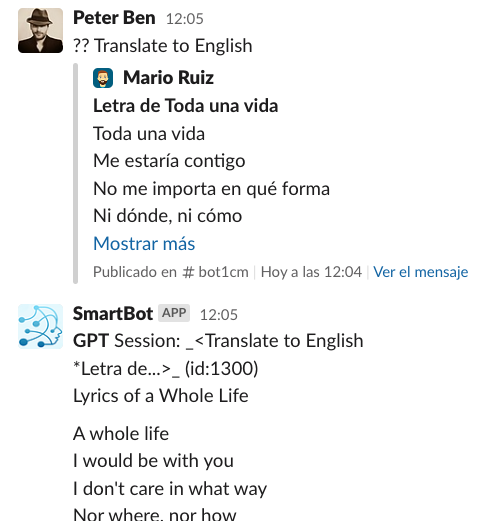 Peter Ben 12:05
?? Translate to English
Mario Ruiz
Letra de Toda una vida
Toda una vida
Me estaría contigo
No me importa en qué forma
Ni dónde, ni cómo
Mostrar más
Publicado en # bot1cm | Hoy a las 12:04 | Ver el mensaje
SmartBot APP 12:05
GPT Session: _<Translate to English
*Letra de...>_ (id:1300)
Lyrics of a Whole Life
A whole life
I would be with you
I don't care in what way
Nor where, nor how